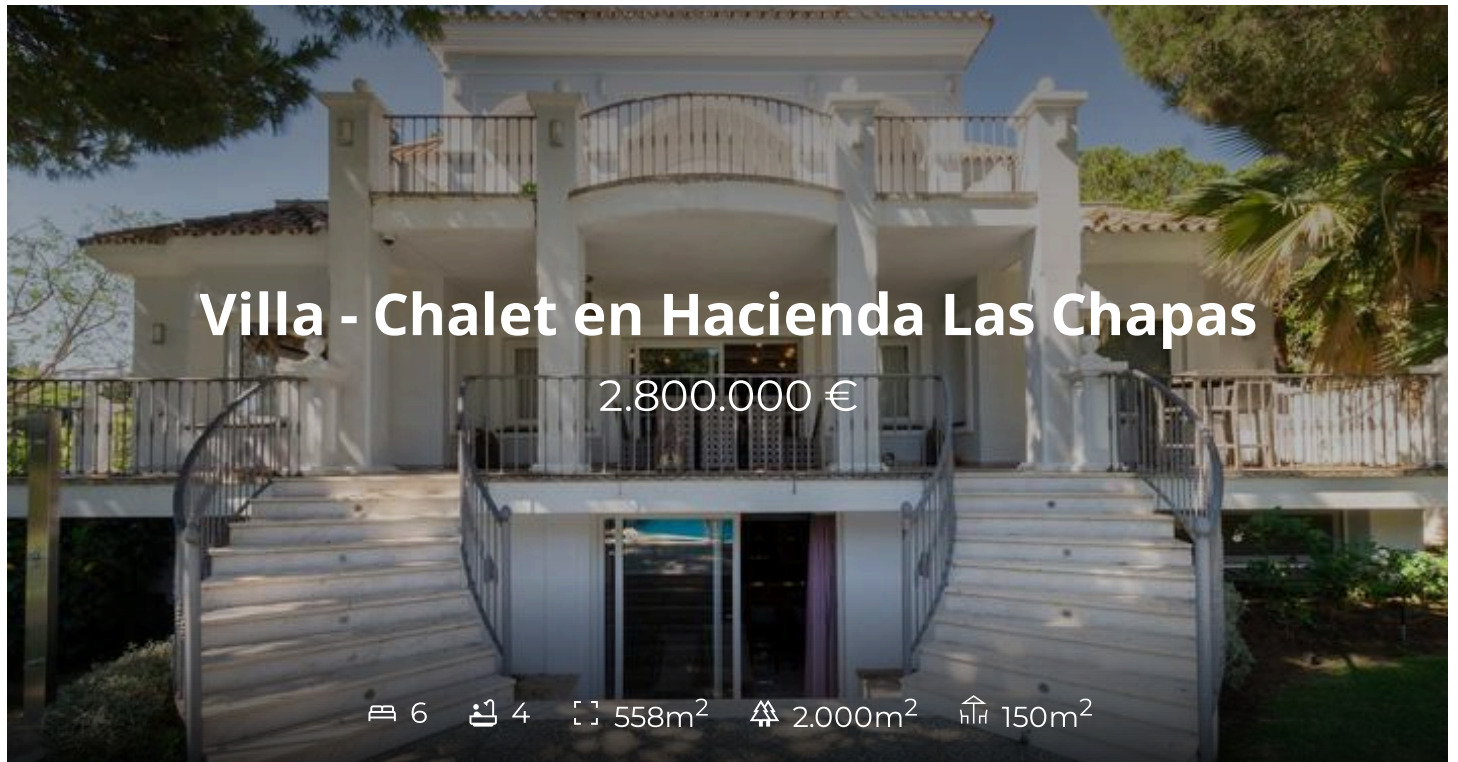 Villa - Chalet en Hacienda Las Chapas
2.800.000 €
6 4 558m² 2.000m² 150m²